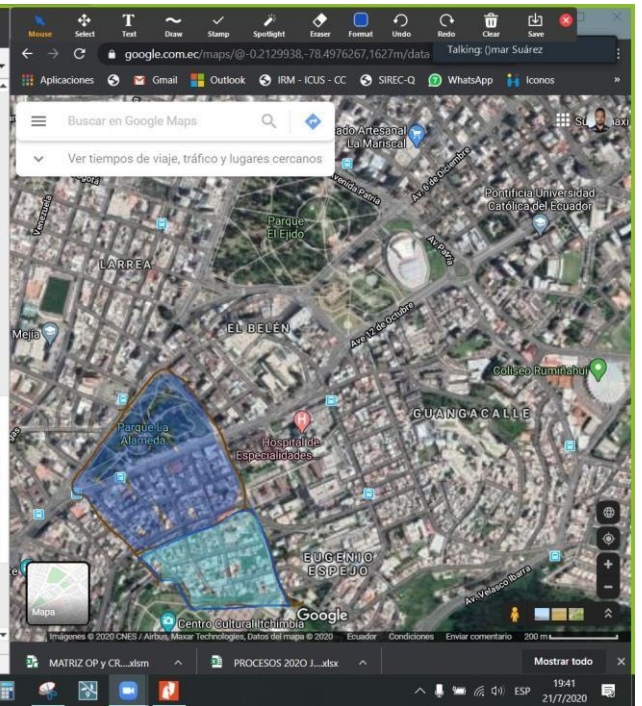 Mouse Select Text Draw Stamp Spotlight Eraser Format Undo Redo Clear Save
Talking: ()mar Suárez
google.com.ec/maps/@-0.2129938,-78.4976267,1627m/data
Aplicaciones Gmail Outlook IRM - ICUS - CC SIREC-Q WhatsApp Iconos »
Buscar en Google Maps
Ver tiempos de viaje, tráfico y lugares cercanos
Artesanal
La Mariscal
Av. 6 de Diciembre
Avenida Patria
Pontificia Universidad
Católica del Ecuador
Venezuela
Parque
El Ejido
Av Patria
LARREA
Ave 12 de Octubre
EL BELÉN
Mejía
Coliseo Rumiñahui
GUANGACALLE
Parque La
Alameda
Hospital de
Especialidades...
EUGENIO
ESPEJO
Av. Velasco Ibarra
Mapa
Centro Cultural Itchimbía
Google
Imágenes © 2020 CNES / Airbus, Maxar Technologies, Datos del mapa © 2020 Ecuador Condiciones Enviar comentario 200 m
MATRIZ OP y CR....xlsm PROCESOS 2020 J....xlsx Mostrar todo
ESP
19:41
21/7/2020